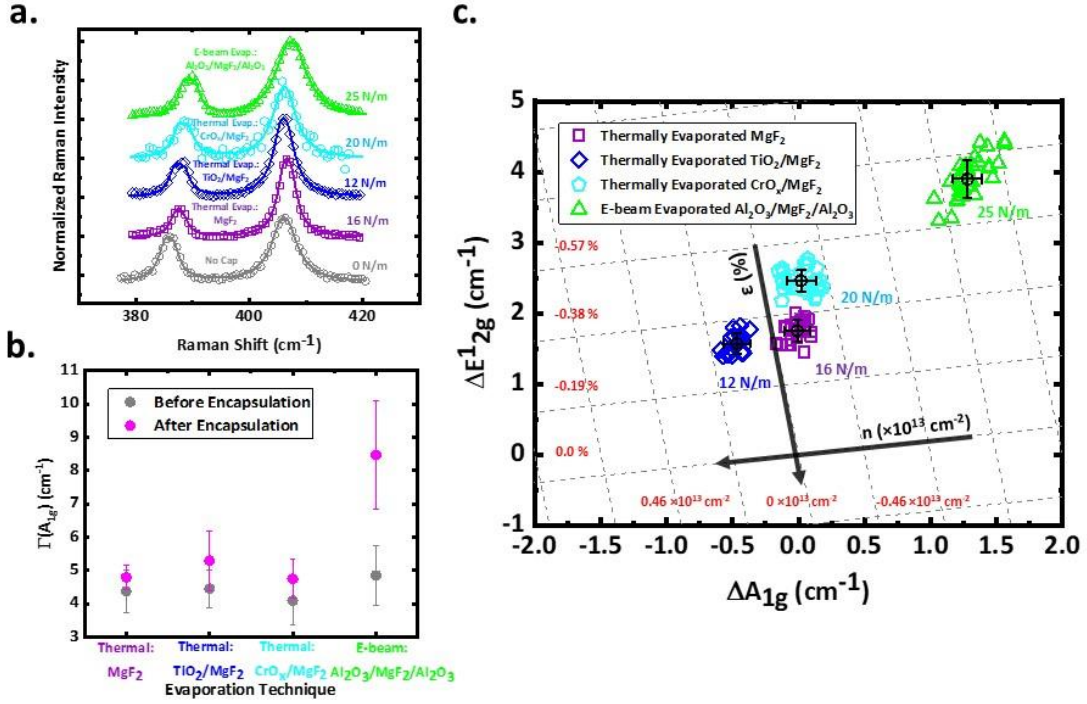 a.
Normalized Raman Intensity
E-beam Evap.:
Al2O3/MgF2/Al2O3
25 N/m
Thermal Evap.:
CrOx/MgF2
20 N/m
Thermal Evap.:
TiO2/MgF2
12 N/m
Thermal Evap.:
MgF2
16 N/m
No Cap
0 N/m
380 400 420
Raman Shift (cm-1)
b.
Γ(A1g) (cm-1)
11
10
9
8
7
6
5
4
3
Before Encapsulation
After Encapsulation
Thermal: Thermal: Thermal: E-beam:
MgF2 TiO2/MgF2 CrOx/MgF2 Al2O3/MgF2/Al2O3
Evaporation Technique
c.
ΔE12g (cm-1)
5
4
3
2
1
0
-1
Thermally Evaporated MgF2
Thermally Evaporated TiO2/MgF2
Thermally Evaporated CrOx/MgF2
E-beam Evaporated Al2O3/MgF2/Al2O3
25 N/m
-0.57 %
ε (%)
20 N/m
-0.38 %
16 N/m
12 N/m
-0.19 %
n (×1013 cm-2)
0.0 %
0.46 ×1013 cm-2 0 ×1013 cm-2 -0.46 ×1013 cm-2
-2.0 -1.5 -1.0 -0.5 0.0 0.5 1.0 1.5 2.0
ΔA1g (cm-1)